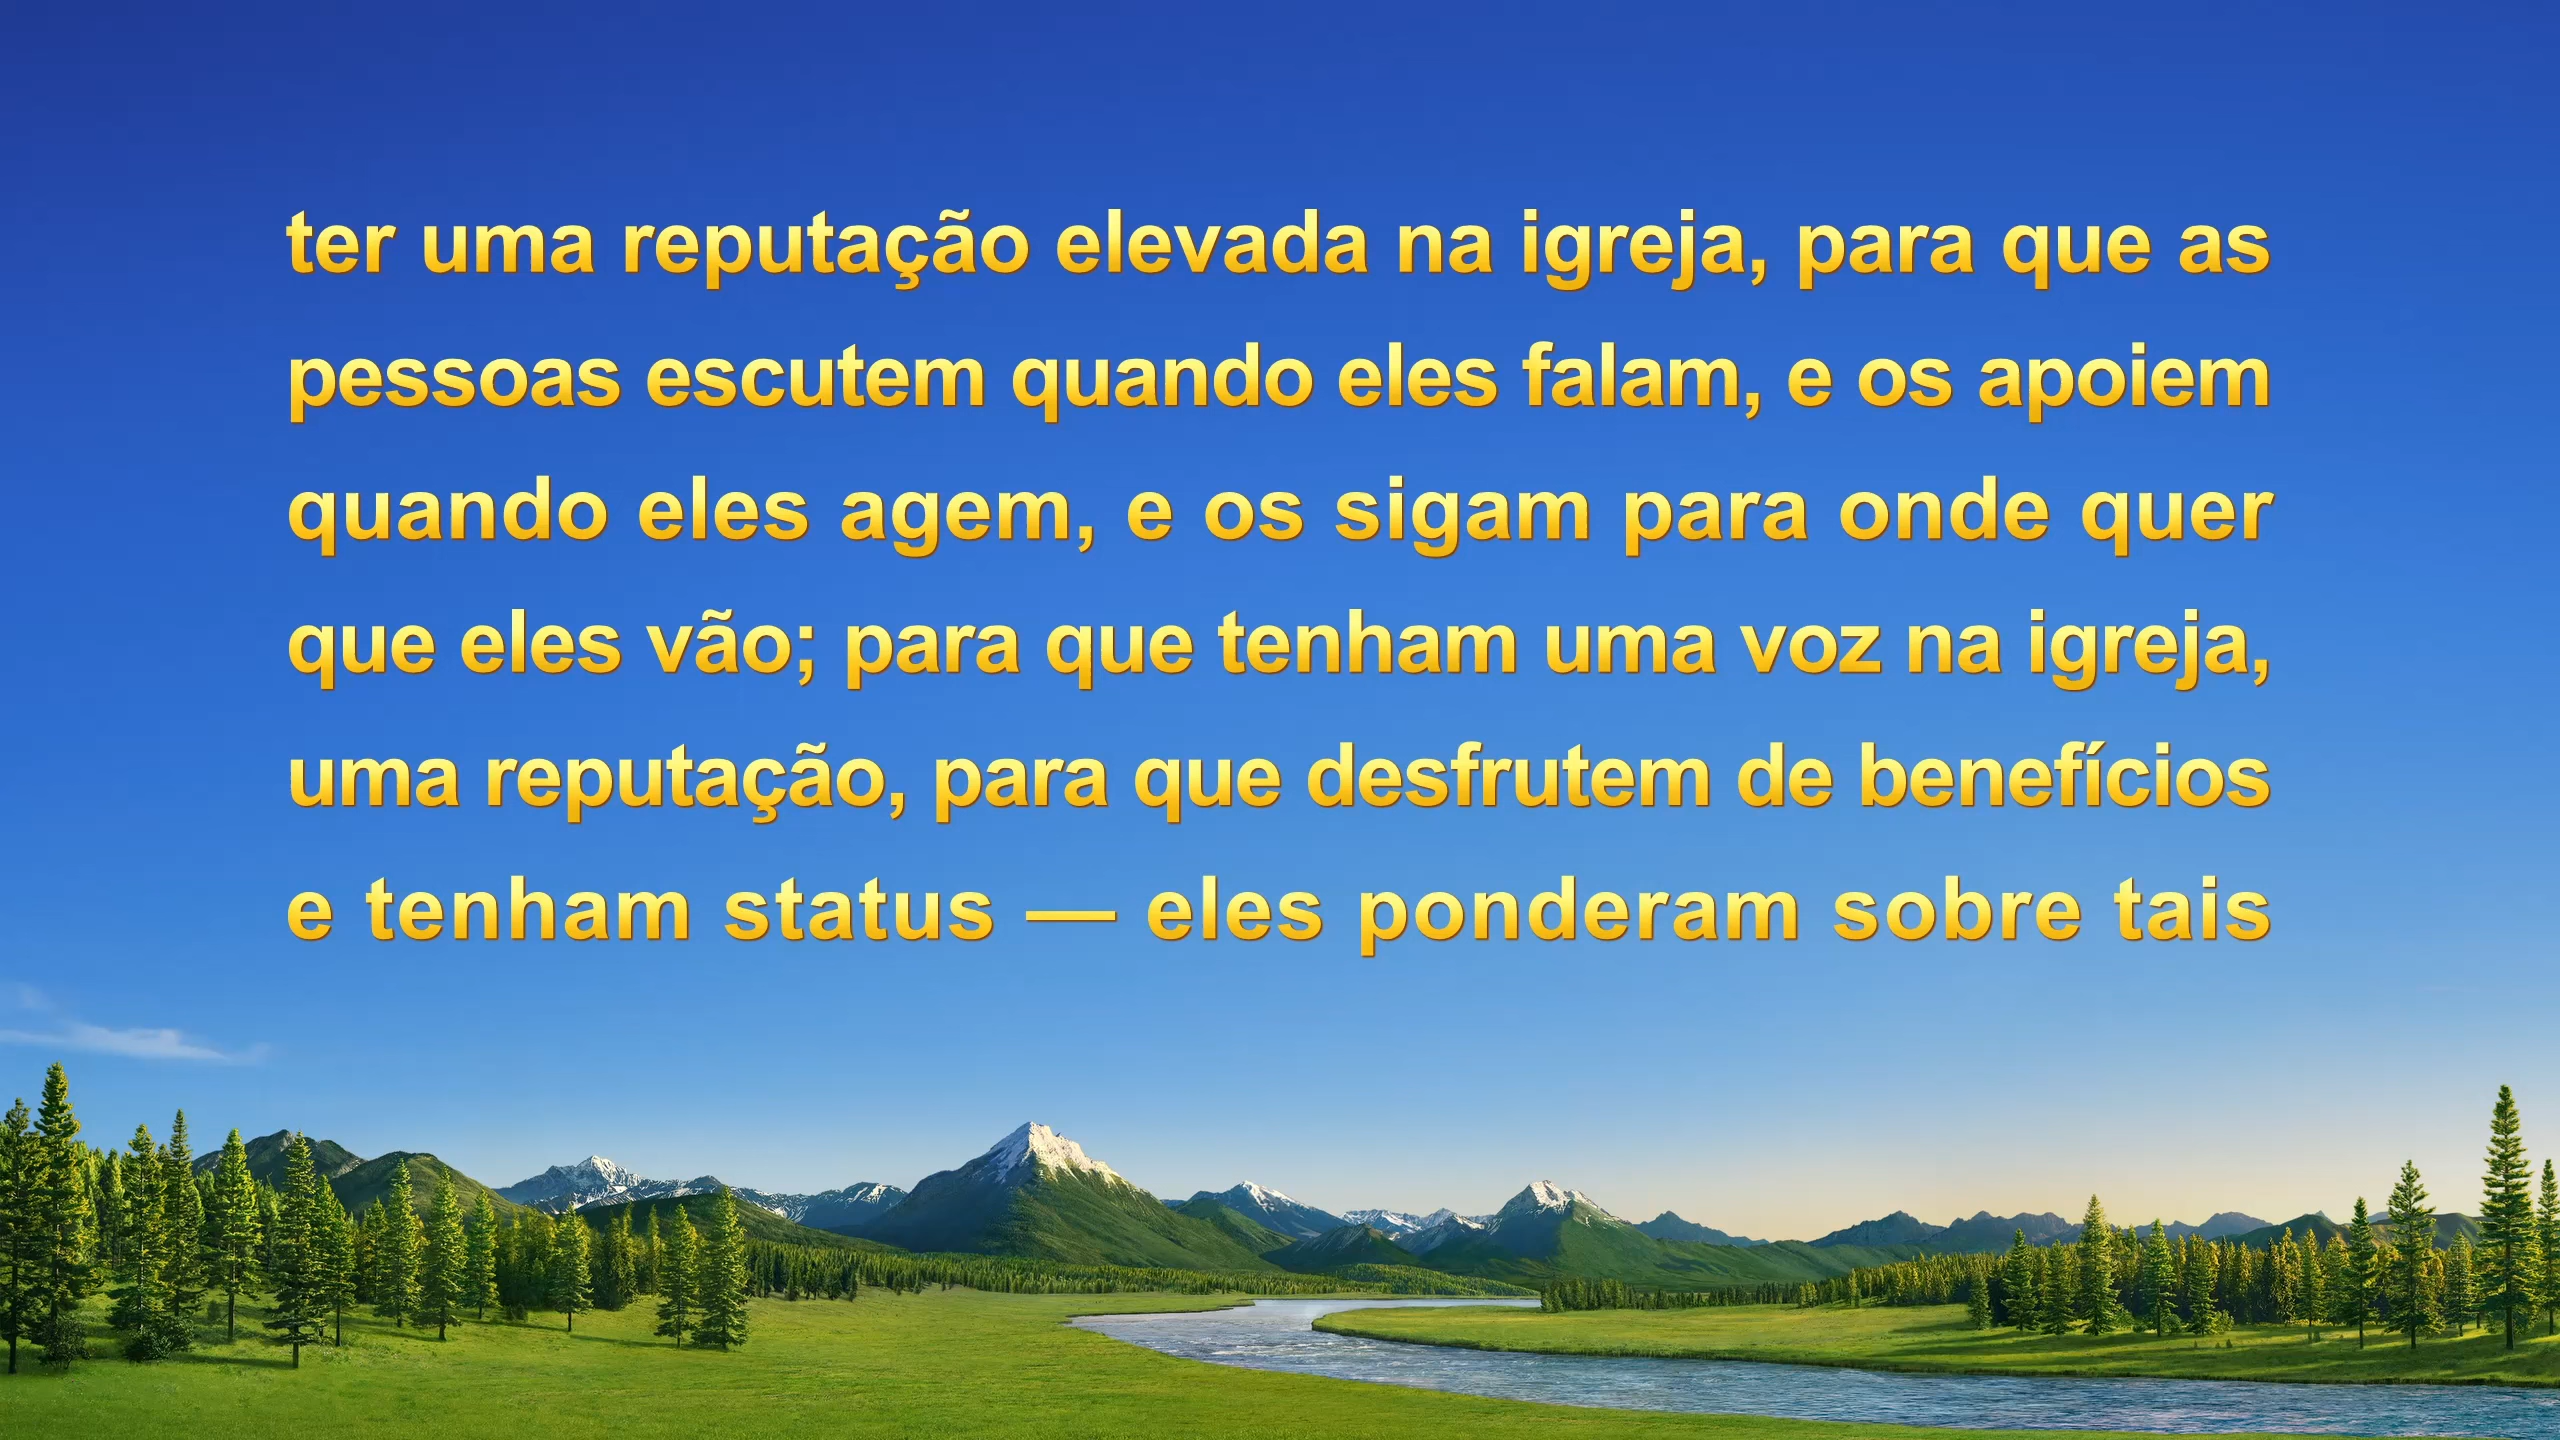 ter uma reputação elevada na igreja, para que as
pessoas escutem quando eles falam, e os apoiem
quando eles agem, e os sigam para onde quer
que eles vão; para que tenham uma voz na igreja,
uma reputação, para que desfrutem de benefícios
e tenham status — eles ponderam sobre tais